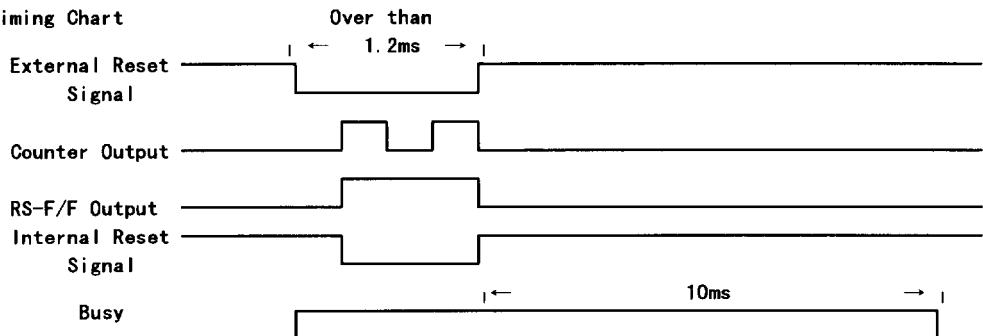 iming Chart
Over than
1.2ms
External Reset
Signal
Counter Output
RS-F/F Output
Internal Reset
Signal
10ms
Busy